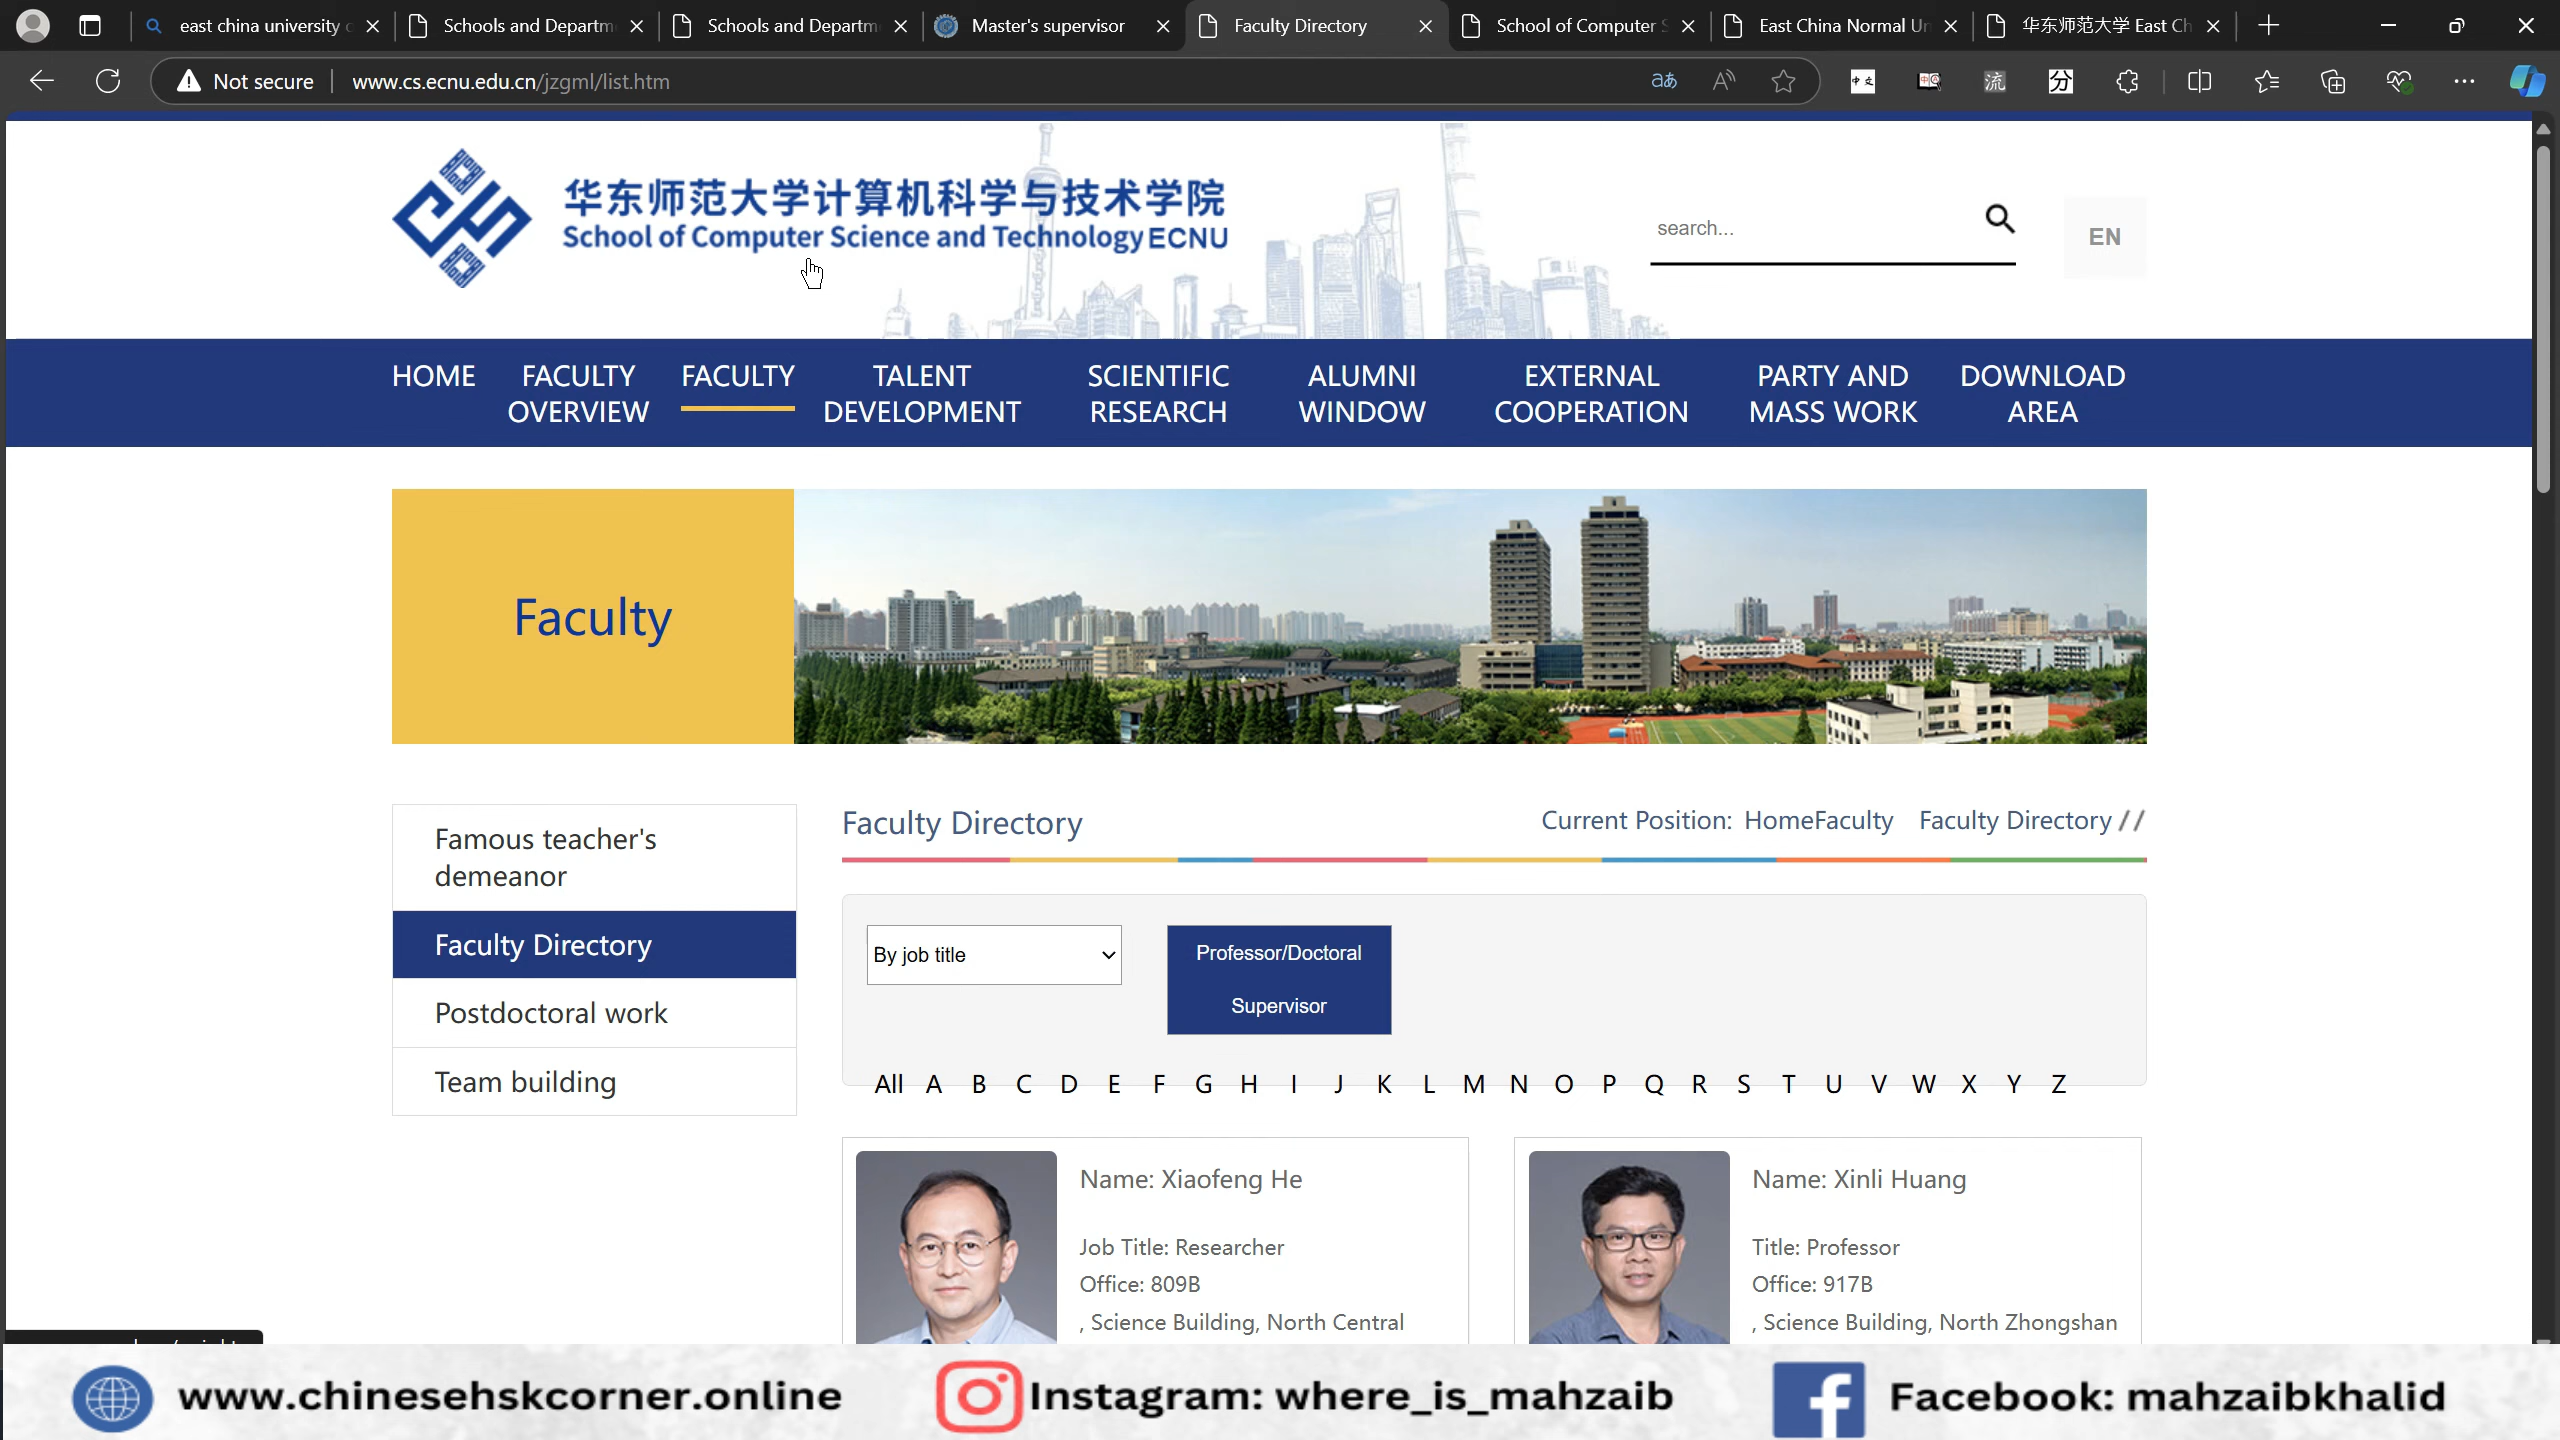 east china university
Schools and Departm
Schools and Departm
Master's supervisor
Faculty Directory
School of Computer
East China Normal Un
华东师范大学 East Ch
Not secure
www.cs.ecnu.edu.cn/jzgml/list.htm
华东师范大学计算机科学与技术学院
School of Computer Science and Technology ECNU
search...
EN
HOME
FACULTY
OVERVIEW
FACULTY
TALENT
DEVELOPMENT
SCIENTIFIC
RESEARCH
ALUMNI
WINDOW
EXTERNAL
COOPERATION
PARTY AND
MASS WORK
DOWNLOAD
AREA
Faculty
Famous teacher's
demeanor
Faculty Directory
Postdoctoral work
Team building
Faculty Directory
Current Position: HomeFaculty Faculty Directory //
By job title
Professor/Doctoral
Supervisor
All A B C D E F G H I J K L M N O P Q R S T U V W X Y Z
Name: Xiaofeng He
Job Title: Researcher
Office: 809B
, Science Building, North Central
Name: Xinli Huang
Title: Professor
Office: 917B
, Science Building, North Zhongshan
www.chinesehskcorner.online
Instagram: where_is_mahzaib
Facebook: mahzaibkhalid